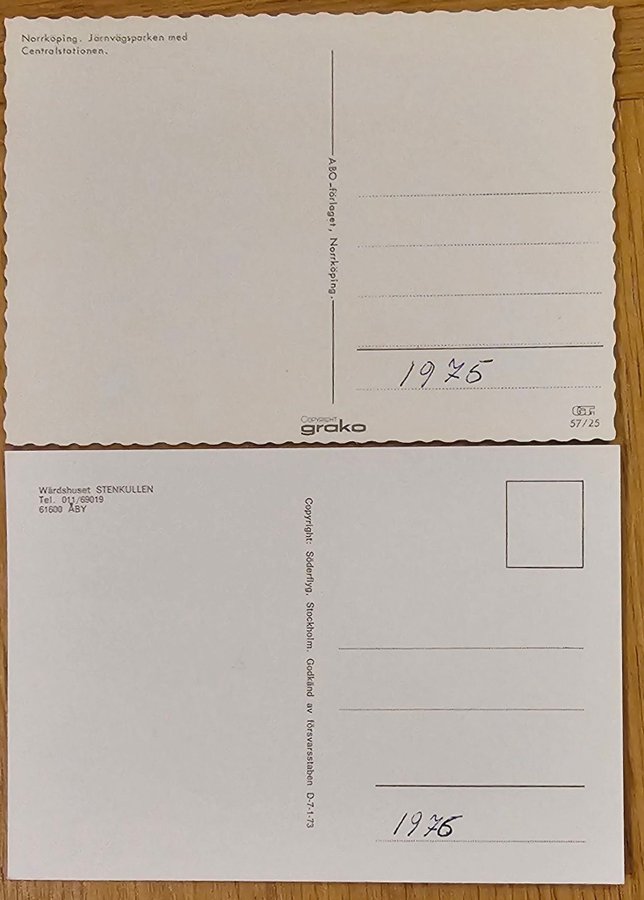 Norrköping. Järnvägsparken med
Centralstationen.
ABO-förlaget, Norrköping.
1975
COPYRIGHT
grako
57/25
Wärdshuset STENKULLEN
Tel. 011/69019
61600 ÅBY
Copyright: Söderflyg, Stockholm. Godkänd av försvarsstaben D-7-1-73
1976